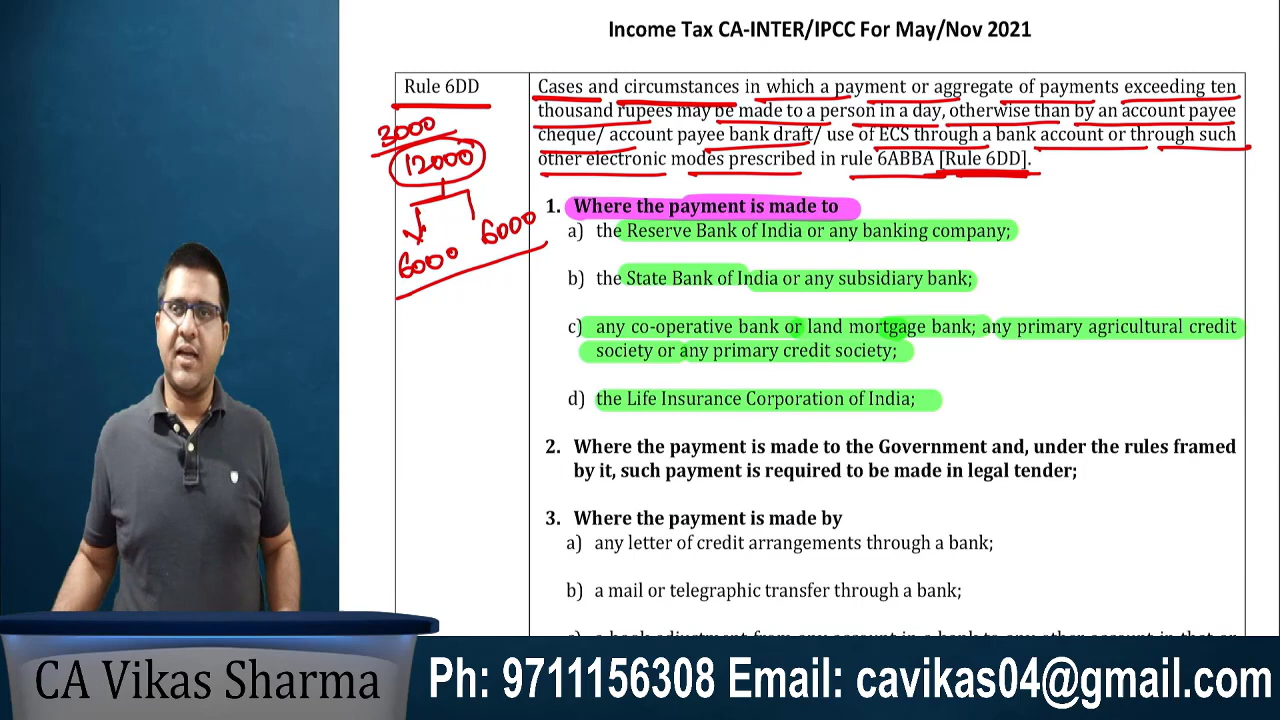 Income Tax CA-INTER/IPCC For May/Nov 2021
Rule 6DD
3000
12000
6000
6000
Cases and circumstances in which a payment or aggregate of payments exceeding ten
thousand rupees may be made to a person in a day, otherwise than by an account payee
cheque/ account payee bank draft/ use of ECS through a bank account or through such
other electronic modes prescribed in rule 6ABBA [Rule 6DD].
1. Where the payment is made to
a) the Reserve Bank of India or any banking company;
b) the State Bank of India or any subsidiary bank;
c) any co-operative bank or land mortgage bank; any primary agricultural credit
society or any primary credit society;
d) the Life Insurance Corporation of India;
2. Where the payment is made to the Government and, under the rules framed
by it, such payment is required to be made in legal tender;
3. Where the payment is made by
a) any letter of credit arrangements through a bank;
b) a mail or telegraphic transfer through a bank;
CA Vikas Sharma
Ph: 9711156308 Email: cavikas04@gmail.com